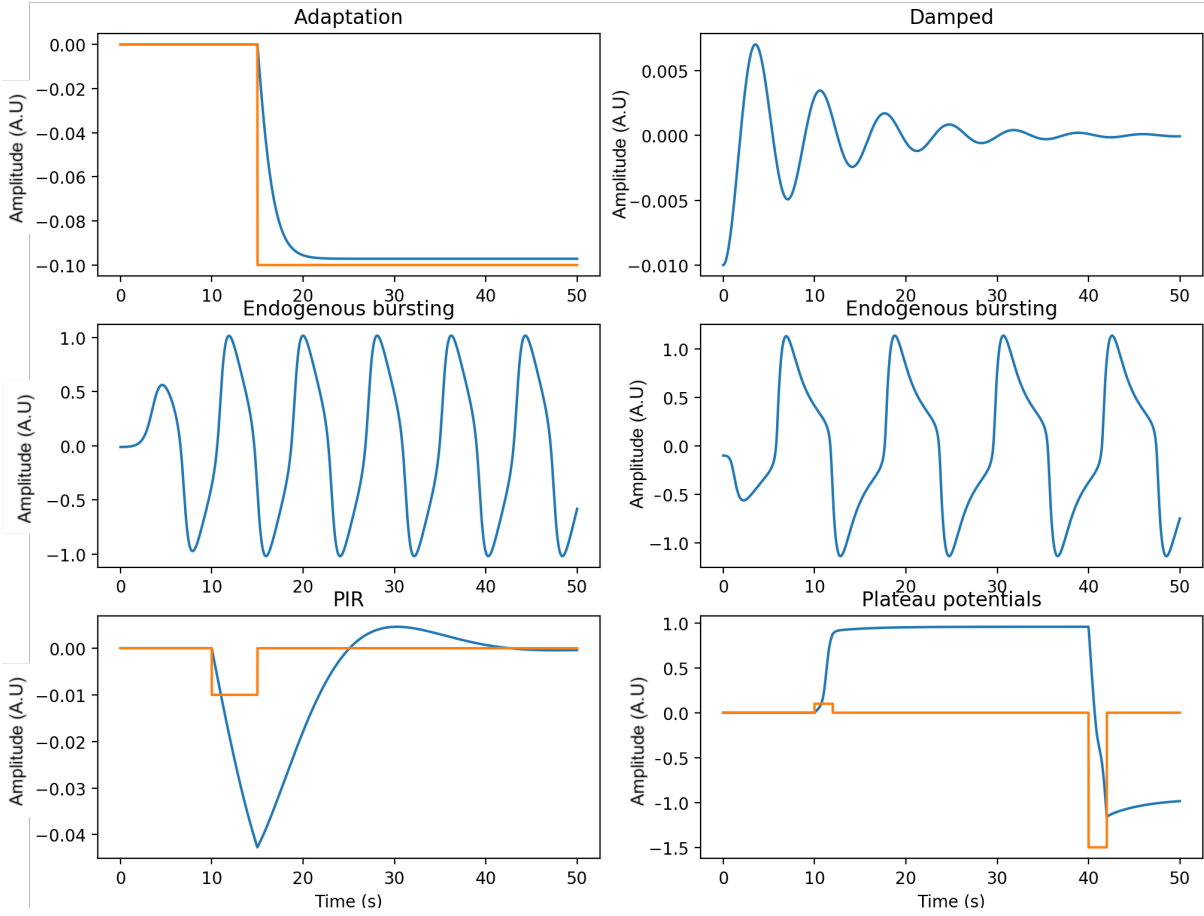 Adaptation
Amplitude (A.U)
0.00
−0.02
−0.04
−0.06
−0.08
−0.10
0 10 20 30 40 50
Damped
Amplitude (A.U)
0.005
0.000
−0.005
−0.010
0 10 20 30 40 50
Endogenous bursting
Amplitude (A.U)
1.0
0.5
0.0
−0.5
−1.0
0 10 20 30 40 50
Endogenous bursting
Amplitude (A.U)
1.0
0.5
0.0
−0.5
−1.0
0 10 20 30 40 50
PIR
Amplitude (A.U)
0.00
−0.01
−0.02
−0.03
−0.04
0 10 20 30 40 50
Time (s)
Plateau potentials
Amplitude (A.U)
1.0
0.5
0.0
−0.5
−1.0
−1.5
0 10 20 30 40 50
Time (s)